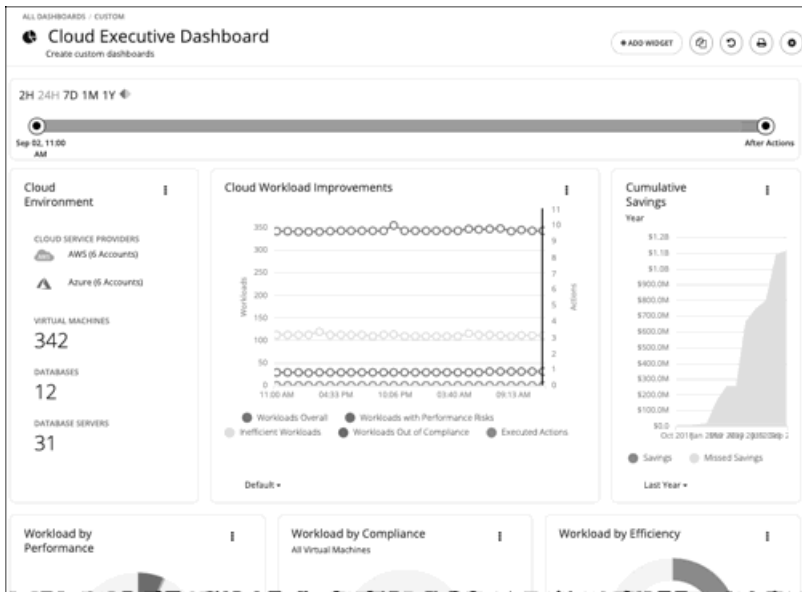 ALL DASHBOARDS / CUSTOM
Cloud Executive Dashboard
Create custom dashboards
+ ADD WIDGET
2H 24H 7D 1M 1Y
Sep 02, 11:00
AM
After Actions
Cloud
Environment
CLOUD SERVICE PROVIDERS
AWS (6 Accounts)
Azure (6 Accounts)
VIRTUAL MACHINES
342
DATABASES
12
DATABASE SERVERS
31
Cloud Workload Improvements
Workloads
350
300
250
200
150
100
50
0
Actions
11
10
9
8
7
6
5
4
3
2
1
0
11:00 AM 04:33 PM 10:06 PM 03:40 AM 09:13 AM
Workloads Overall Workloads with Performance Risks
Inefficient Workloads Workloads Out of Compliance Executed Actions
Default
Cumulative
Savings
Year
$1.2B
$1.1B
$1.0B
$900.0M
$800.0M
$700.0M
$600.0M
$500.0M
$400.0M
$300.0M
$200.0M
$100.0M
$0.0
Oct
Savings Missed Savings
Last Year
Workload by
Performance
Workload by Compliance
All Virtual Machines
Workload by Efficiency